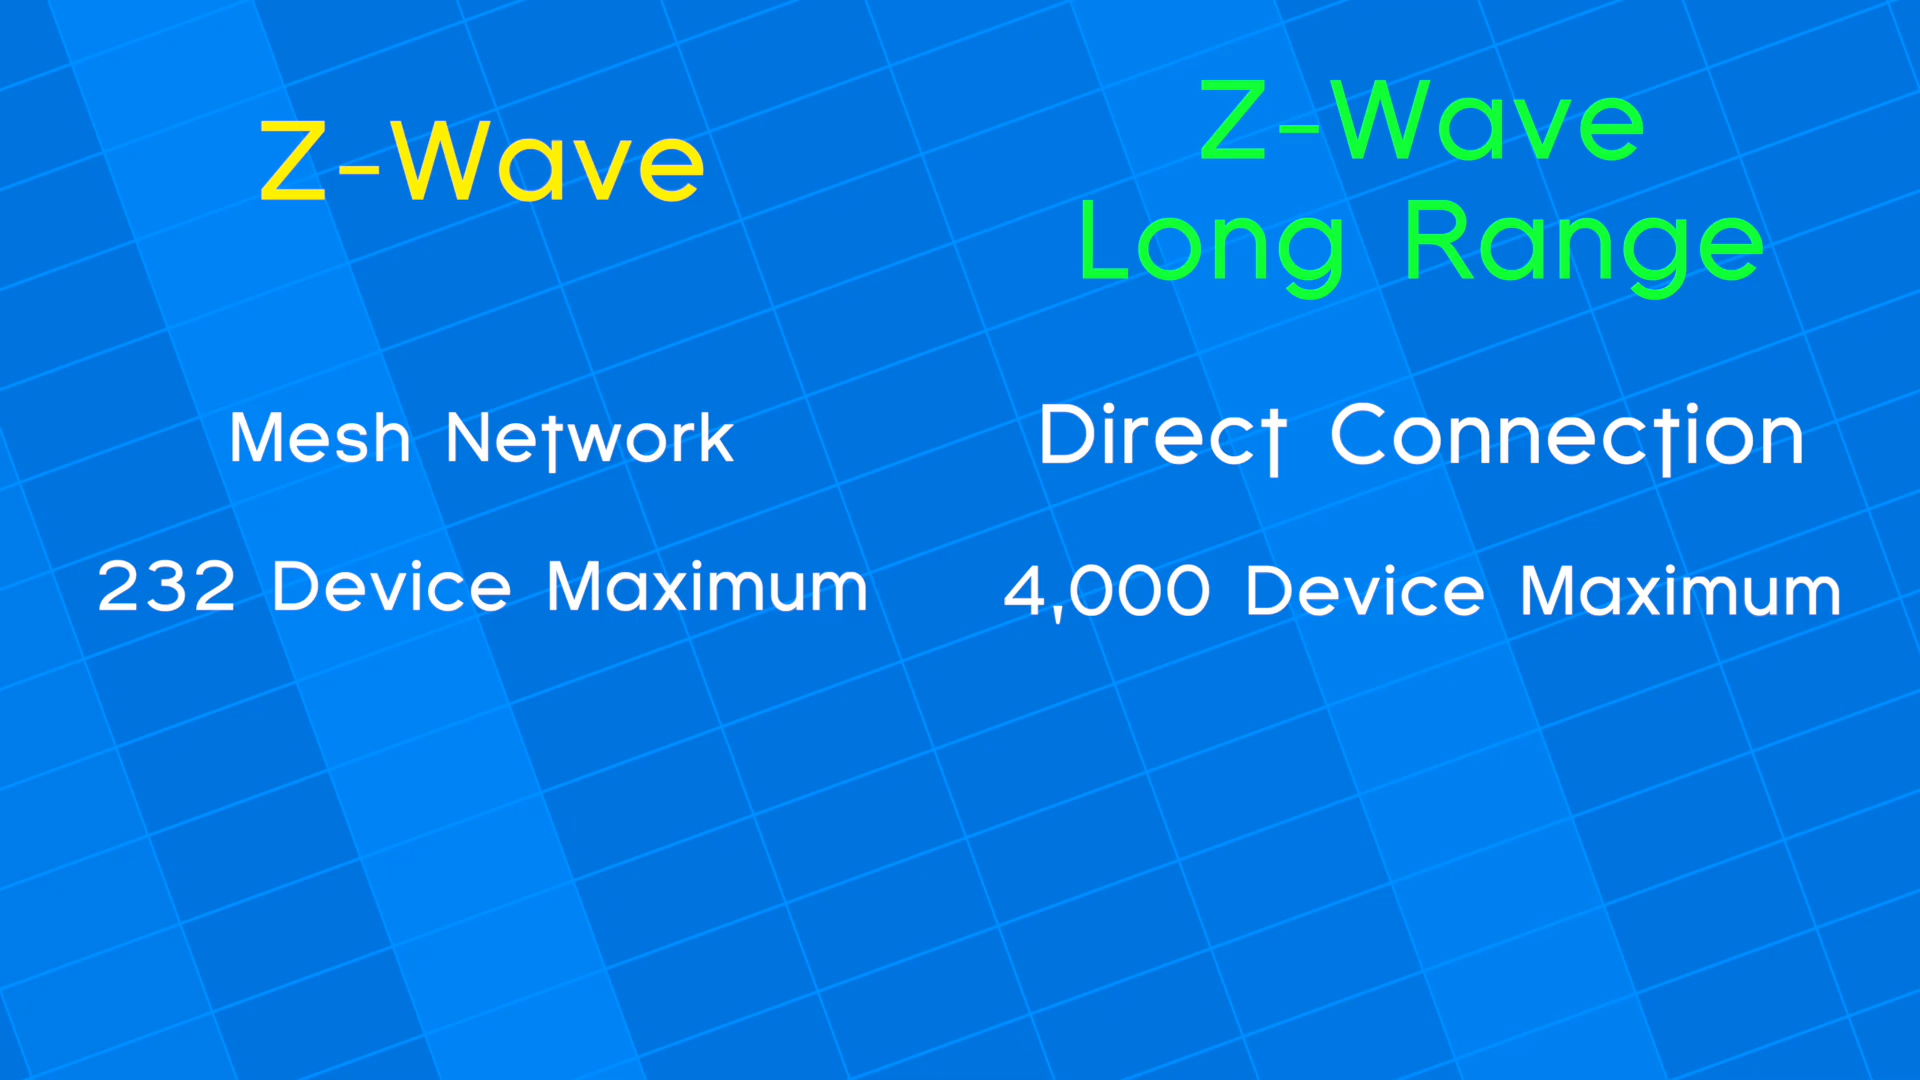 Z-Wave
Mesh Network
232 Device Maximum
Z-Wave
Long Range
Direct Connection
4,000 Device Maximum